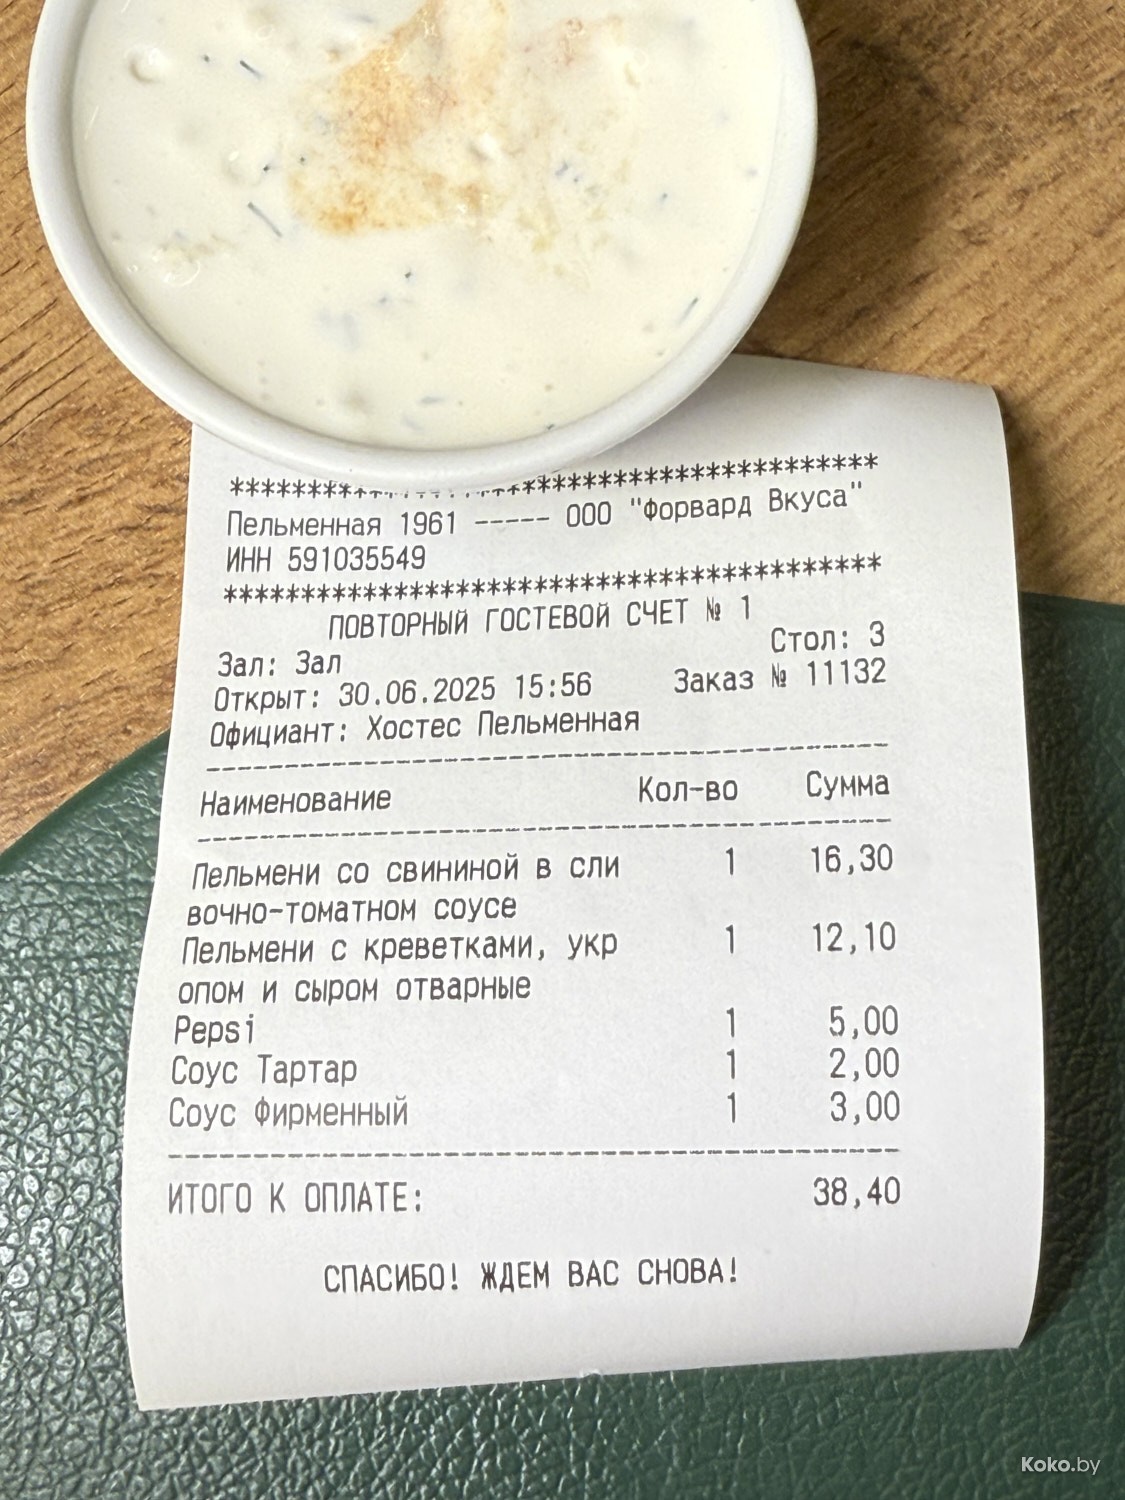 ******************************************
Пельменная 1961 ----- ООО "Форвард Вкуса"
ИНН 591035549
******************************************
ПОВТОРНЫЙ ГОСТЕВОЙ СЧЕТ № 1
Зал: Зал Стол: 3
Открыт: 30.06.2025 15:56 Заказ № 11132
Официант: Хостес Пельменная
Наименование Кол-во Сумма
Пельмени со свининой в сли 1 16,30
вочно-томатном соусе
Пельмени с креветками, укр 1 12,10
опом и сыром отварные
Pepsi 1 5,00
Соус Тартар 1 2,00
Соус Фирменный 1 3,00
ИТОГО К ОПЛАТЕ: 38,40
СПАСИБО! ЖДЕМ ВАС СНОВА!
Koko.by